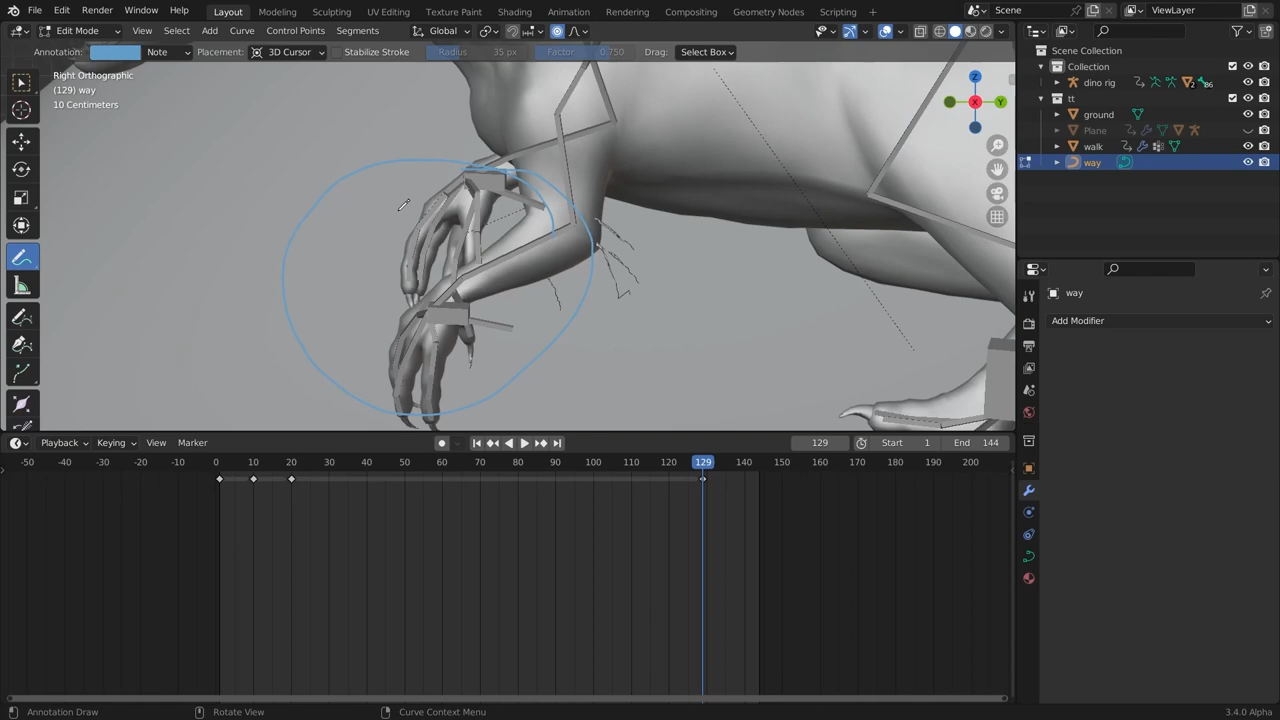 File Edit Render Window Help Layout Modeling Sculpting UV Editing Texture Paint Shading Animation Rendering Compositing Geometry Nodes Scripting + Scene ViewLayer
Edit Mode View Select Add Curve Control Points Segments Global
Annotation: Note Placement: 3D Cursor Stabilize Stroke Radius 35 px Factor 0.750 Drag: Select Box
Right Orthographic
(129) way
10 Centimeters
Z
X
Y
Scene Collection
Collection
dino rig 2 86
tt
ground
Plane
walk
way
way
Add Modifier
Playback Keying View Marker 129 Start 1 End 144
-50 -40 -30 -20 -10 0 10 20 30 40 50 60 70 80 90 100 110 120 129 140 150 160 170 180 190 200
Annotation Draw Rotate View Curve Context Menu 3.4.0 Alpha